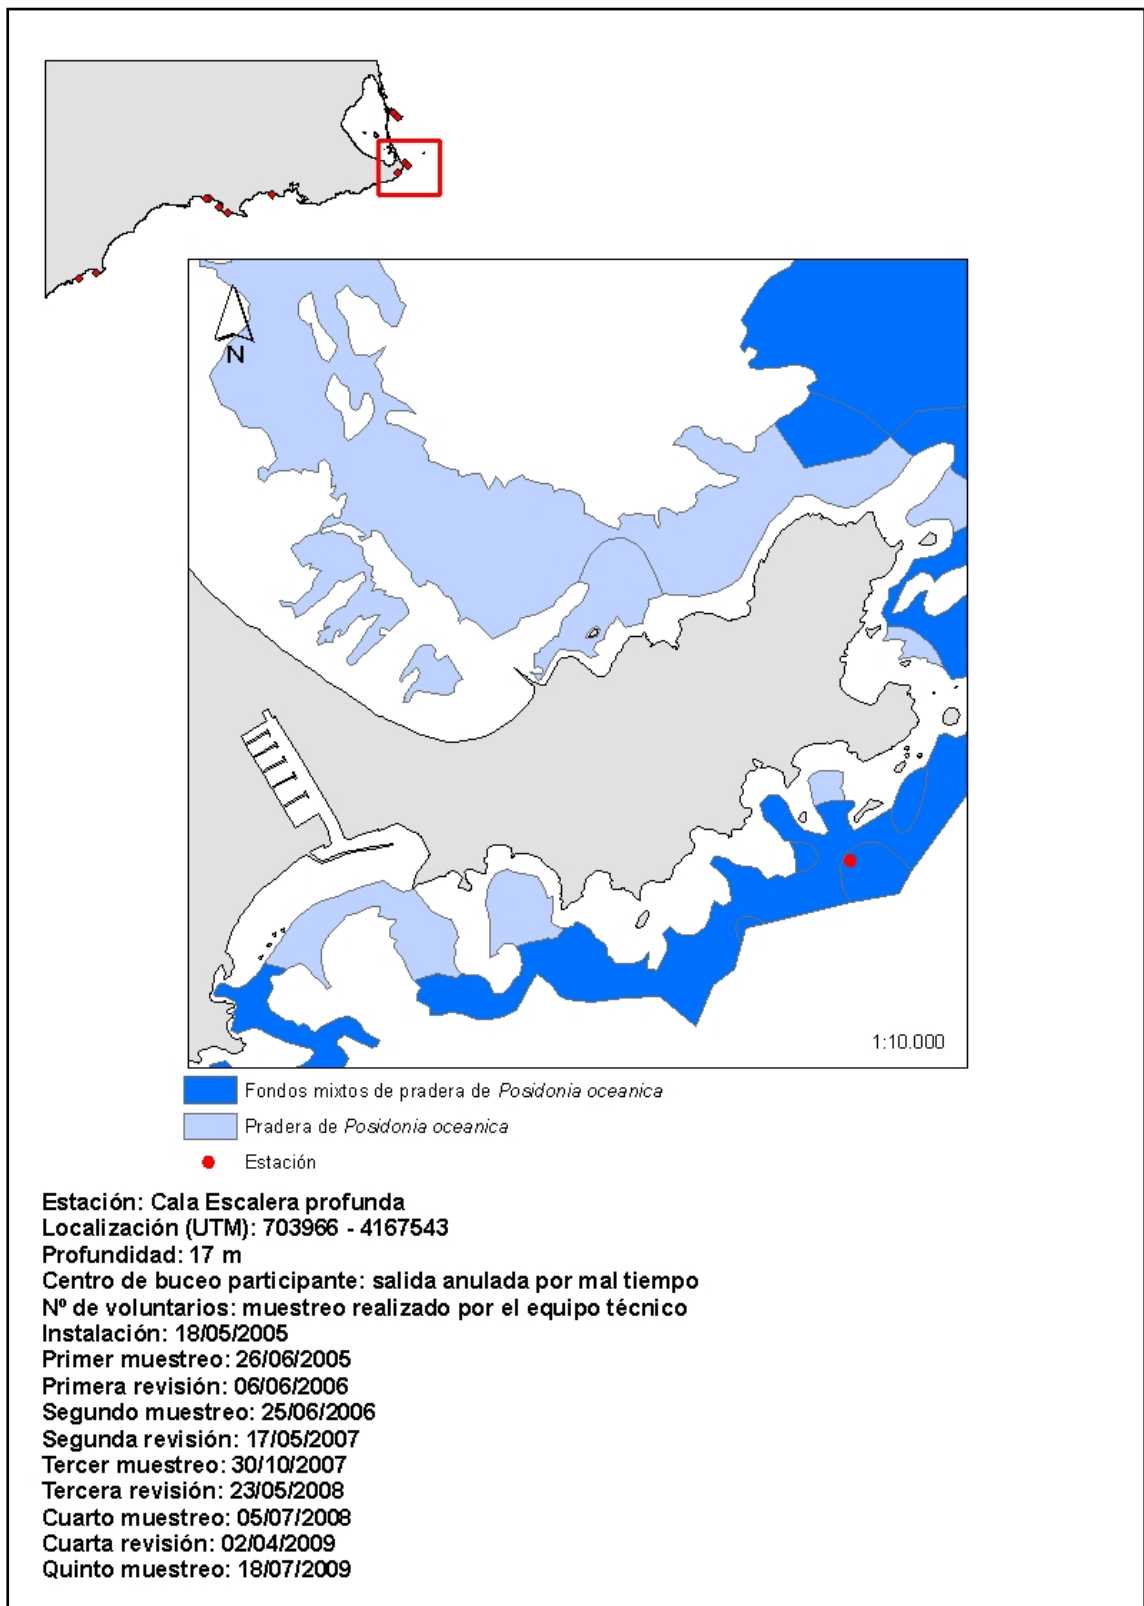 N
1:10.000
Fondos mixtos de pradera de Posidonia oceanica
Pradera de Posidonia oceanica
Estación
Estación: Cala Escalera profunda
Localización (UTM): 703966 - 4167543
Profundidad: 17 m
Centro de buceo participante: salida anulada por mal tiempo
Nº de voluntarios: muestreo realizado por el equipo técnico
Instalación: 18/05/2005
Primer muestreo: 26/06/2005
Primera revisión: 06/06/2006
Segundo muestreo: 25/06/2006
Segunda revisión: 17/05/2007
Tercer muestreo: 30/10/2007
Tercera revisión: 23/05/2008
Cuarto muestreo: 05/07/2008
Cuarta revisión: 02/04/2009
Quinto muestreo: 18/07/2009